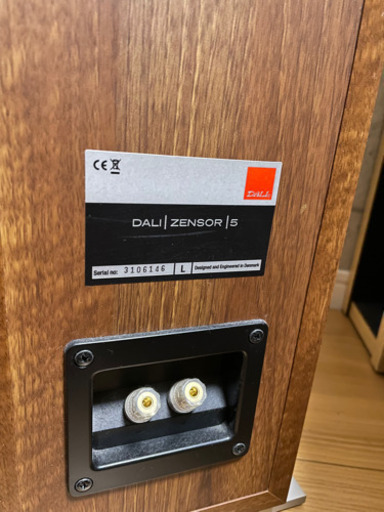 CE
DALI
DALI | ZENSOR | 5
Serial no: 3106146 L Designed and Engineered in Denmark